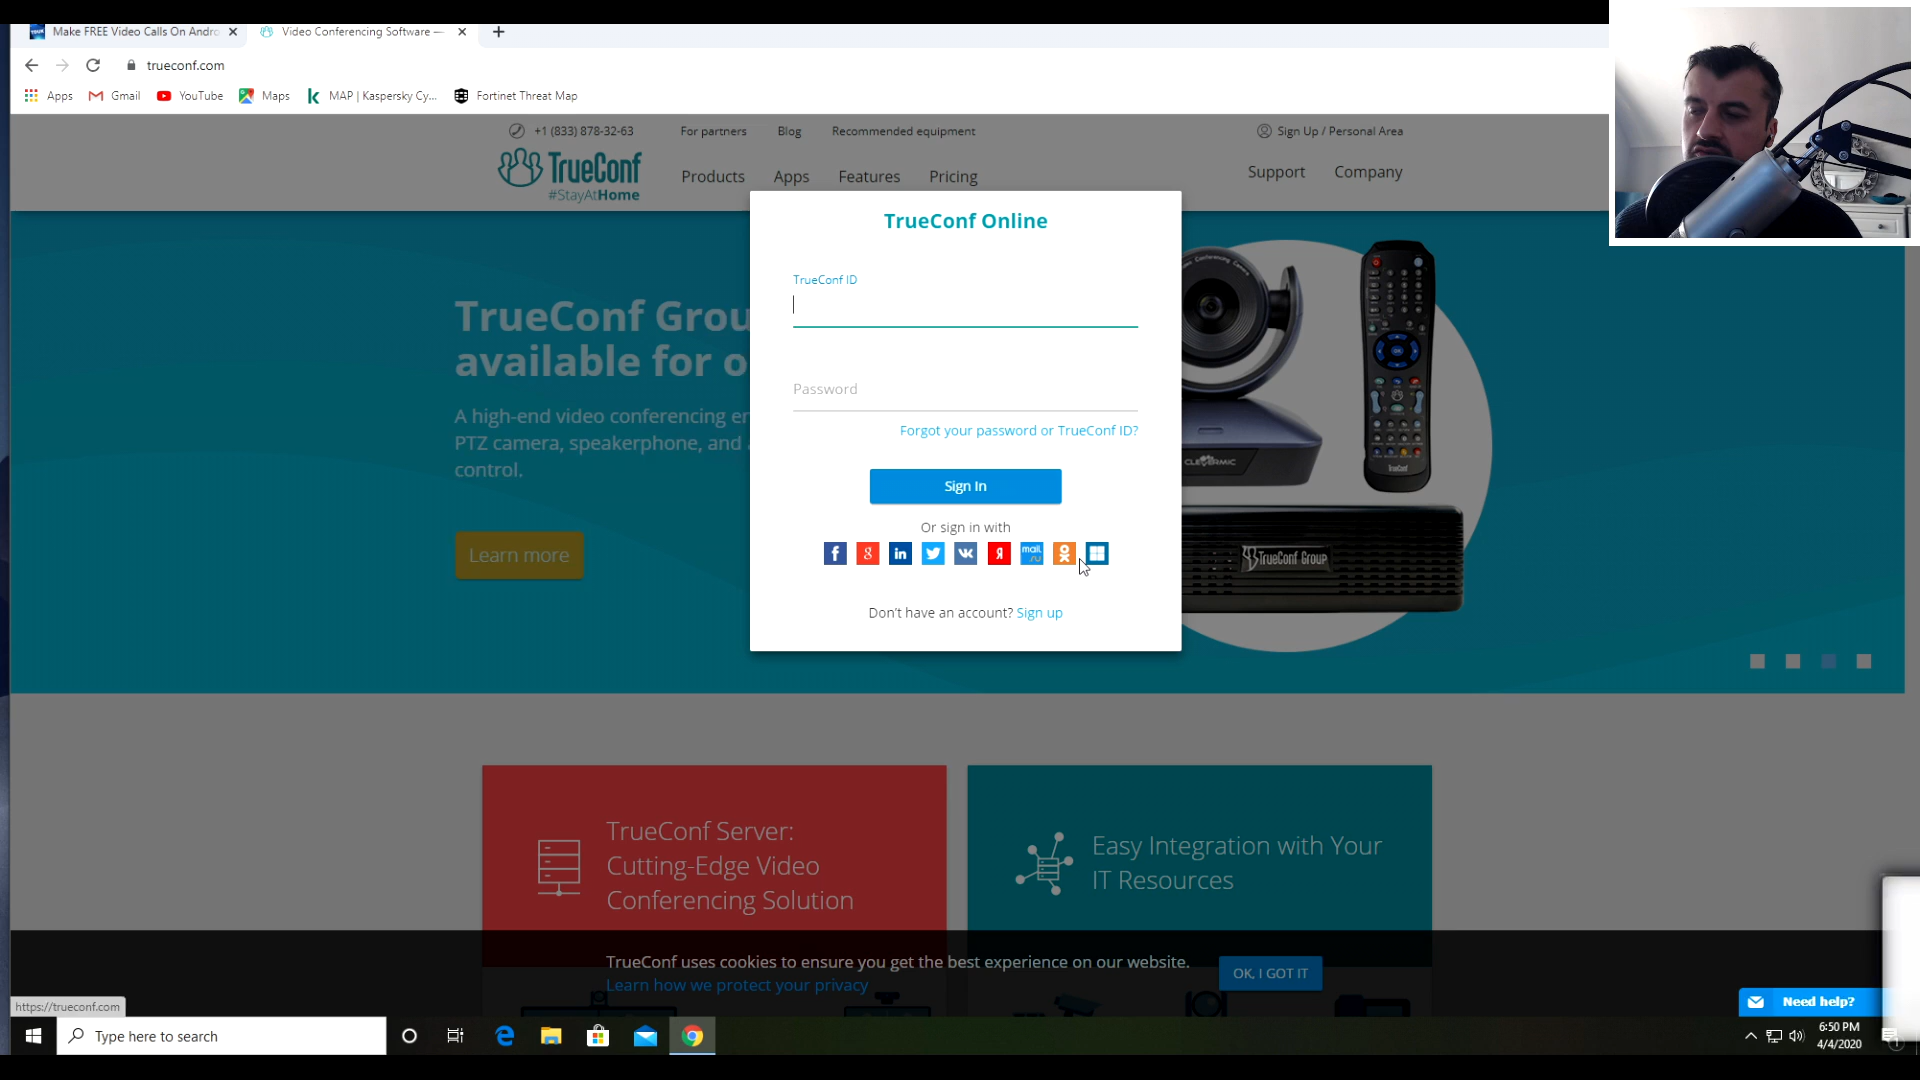 Make FREE Video Calls On Andro
Video Conferencing Software —
trueconf.com
Apps
Gmail
YouTube
Maps
MAP | Kaspersky Cy...
Fortinet Threat Map
+1 (833) 878-32-63
For partners
Blog
Recommended equipment
Sign Up / Personal Area
TrueConf
#StayAtHome
Products
Apps
Features
Pricing
Support
Company
TrueConf Grou
available for o
A high-end video conferencing en
PTZ camera, speakerphone, and a
control.
Learn more
TrueConf Online
TrueConf ID
Password
Forgot your password or TrueConf ID?
Sign In
Or sign in with
Don't have an account? Sign up
Video Conferencing Camera
CLEVERMIC
TrueConf
TrueConf Group
TrueConf Server:
Cutting-Edge Video
Conferencing Solution
Easy Integration with Your
IT Resources
TrueConf uses cookies to ensure you get the best experience on our website.
Learn how we protect your privacy
OK, I GOT IT
Need help?
https://trueconf.com
Type here to search
6:50 PM
4/4/2020